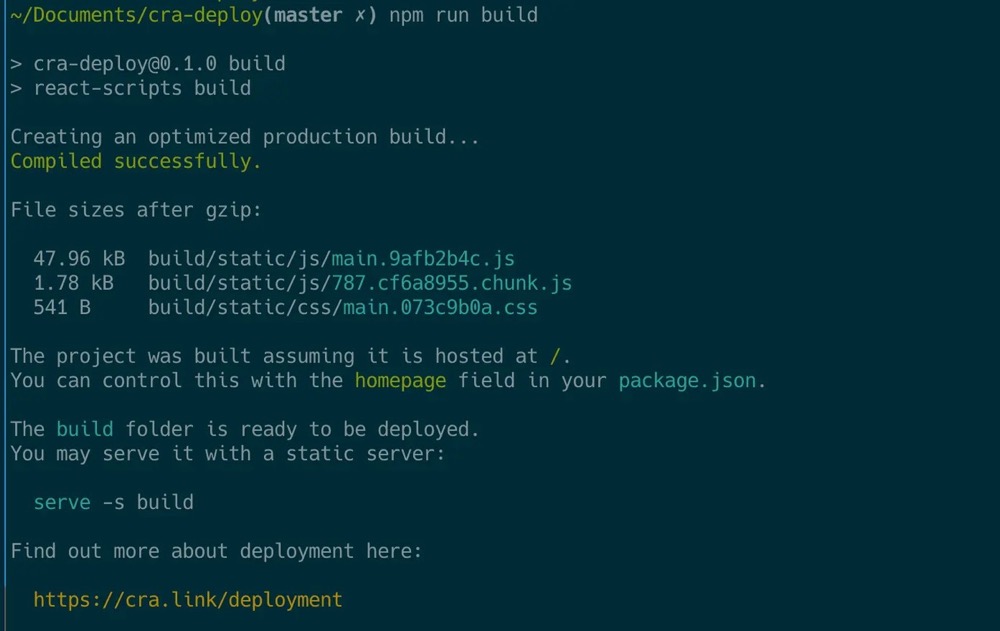 ~/Documents/cra-deploy(master ✗) npm run build
> cra-deploy@0.1.0 build
> react-scripts build
Creating an optimized production build...
Compiled successfully.
File sizes after gzip:
47.96 kB  build/static/js/main.9afb2b4c.js
1.78 kB   build/static/js/787.cf6a8955.chunk.js
541 B     build/static/css/main.073c9b0a.css
The project was built assuming it is hosted at /.
You can control this with the homepage field in your package.json.
The build folder is ready to be deployed.
You may serve it with a static server:
serve -s build
Find out more about deployment here:
https://cra.link/deployment